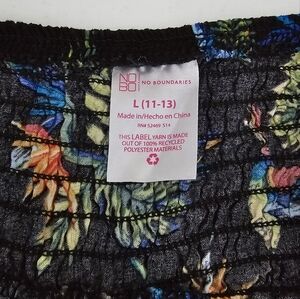 NO
BO
NO BOUNDARIES
L (11-13)
Made in/Hecho en China
RN# 52469 S14
THIS LABEL YARN IS MADE
OUT OF 100% RECYCLED
POLYESTER MATERIALS